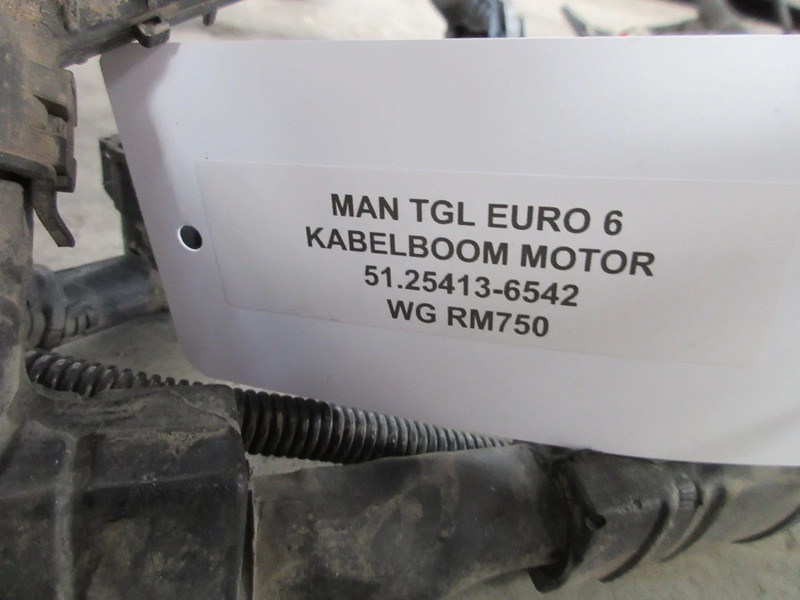 MAN TGL EURO 6
KABELBOOM MOTOR
51.25413-6542
WG RM750